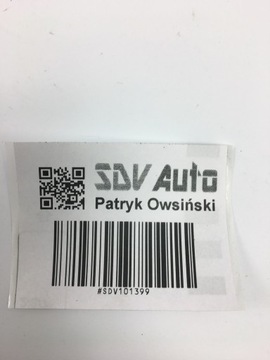 SDV Auto
Patryk Owsiński
#SDV101399